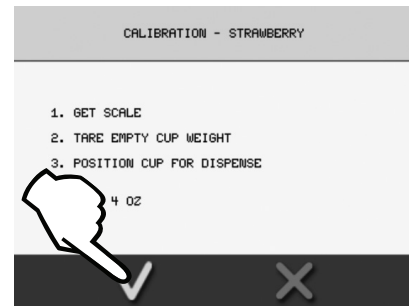 CALIBRATION - STRAWBERRY
1. GET SCALE
2. TARE EMPTY CUP WEIGHT
3. POSITION CUP FOR DISPENSE
4 OZ